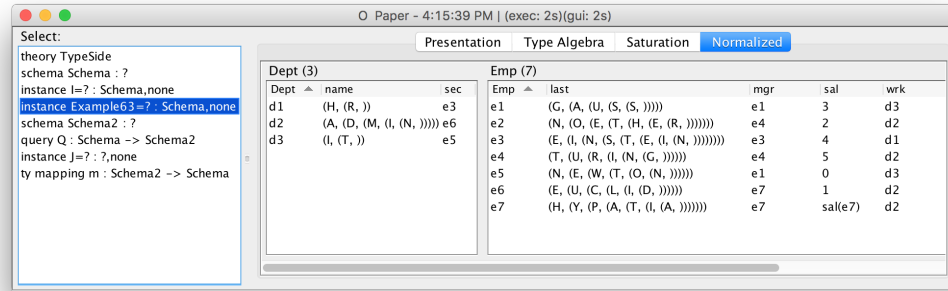 O Paper - 4:15:39 PM | (exec: 2s)(gui: 2s)
Select:
theory TypeSide
schema Schema : ?
instance I=? : Schema,none
instance Example63=? : Schema,none
schema Schema2 : ?
query Q : Schema -> Schema2
instance J=? : ?,none
ty mapping m : Schema2 -> Schema
Presentation Type Algebra Saturation Normalized
Dept (3)
Dept name sec
d1 (H, (R, )) e3
d2 (A, (D, (M, (I, (N, ))))) e6
d3 (I, (T, )) e5
Emp (7)
Emp last mgr sal wrk
e1 (G, (A, (U, (S, (S, ))))) e1 3 d3
e2 (N, (O, (E, (T, (H, (E, (R, ))))))) e4 2 d2
e3 (E, (I, (N, (S, (T, (E, (I, (N, )))))))) e3 4 d1
e4 (T, (U, (R, (I, (N, (G, )))))) e4 5 d2
e5 (N, (E, (W, (T, (O, (N, )))))) e1 0 d3
e6 (E, (U, (C, (L, (I, (D, )))))) e7 1 d2
e7 (H, (Y, (P, (A, (T, (I, (A, ))))))) e7 sal(e7) d2